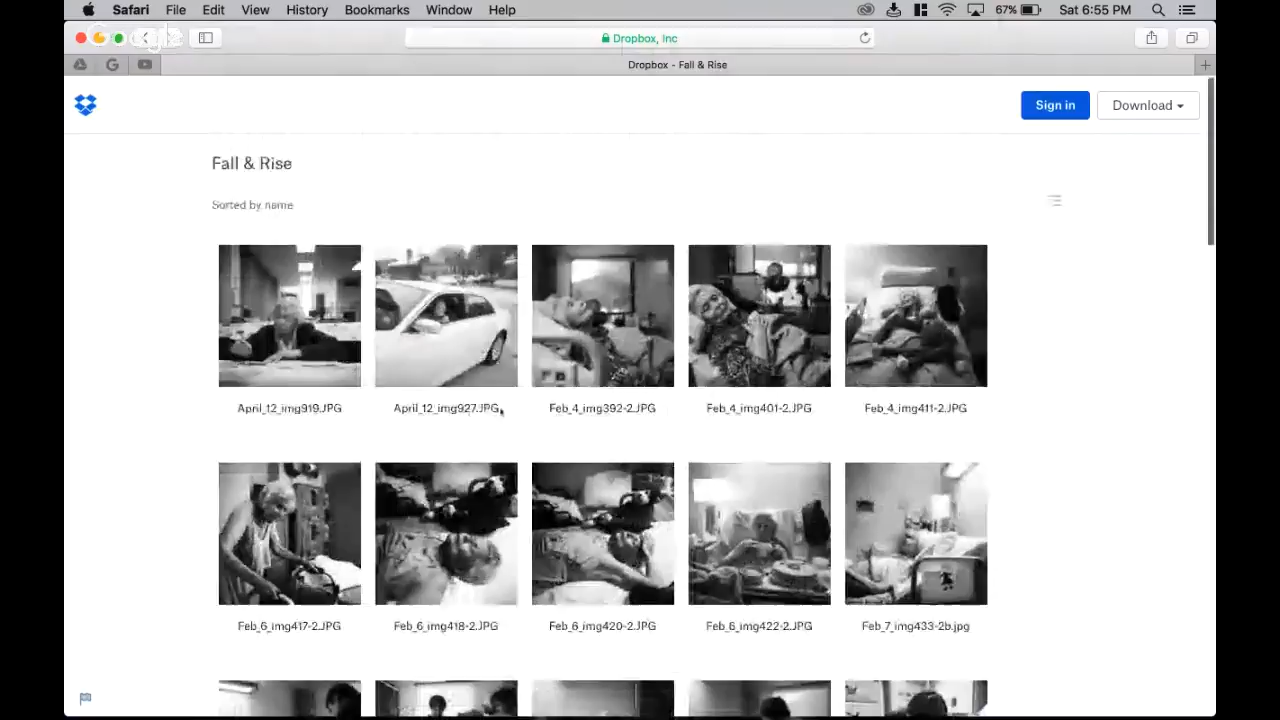 Safari File Edit View History Bookmarks Window Help 67% Sat 6:55 PM
Google
Dropbox, Inc
Dropbox - Fall & Rise
Sign in Download
Fall & Rise
Sorted by name
April_12_img919.JPG April_12_img927.JPG Feb_4_img392-2.JPG Feb_4_img401-2.JPG Feb_4_img411-2.JPG
Feb_6_img417-2.JPG Feb_6_img418-2.JPG Feb_6_img420-2.JPG Feb_6_img422-2.JPG Feb_7_img433-2b.jpg